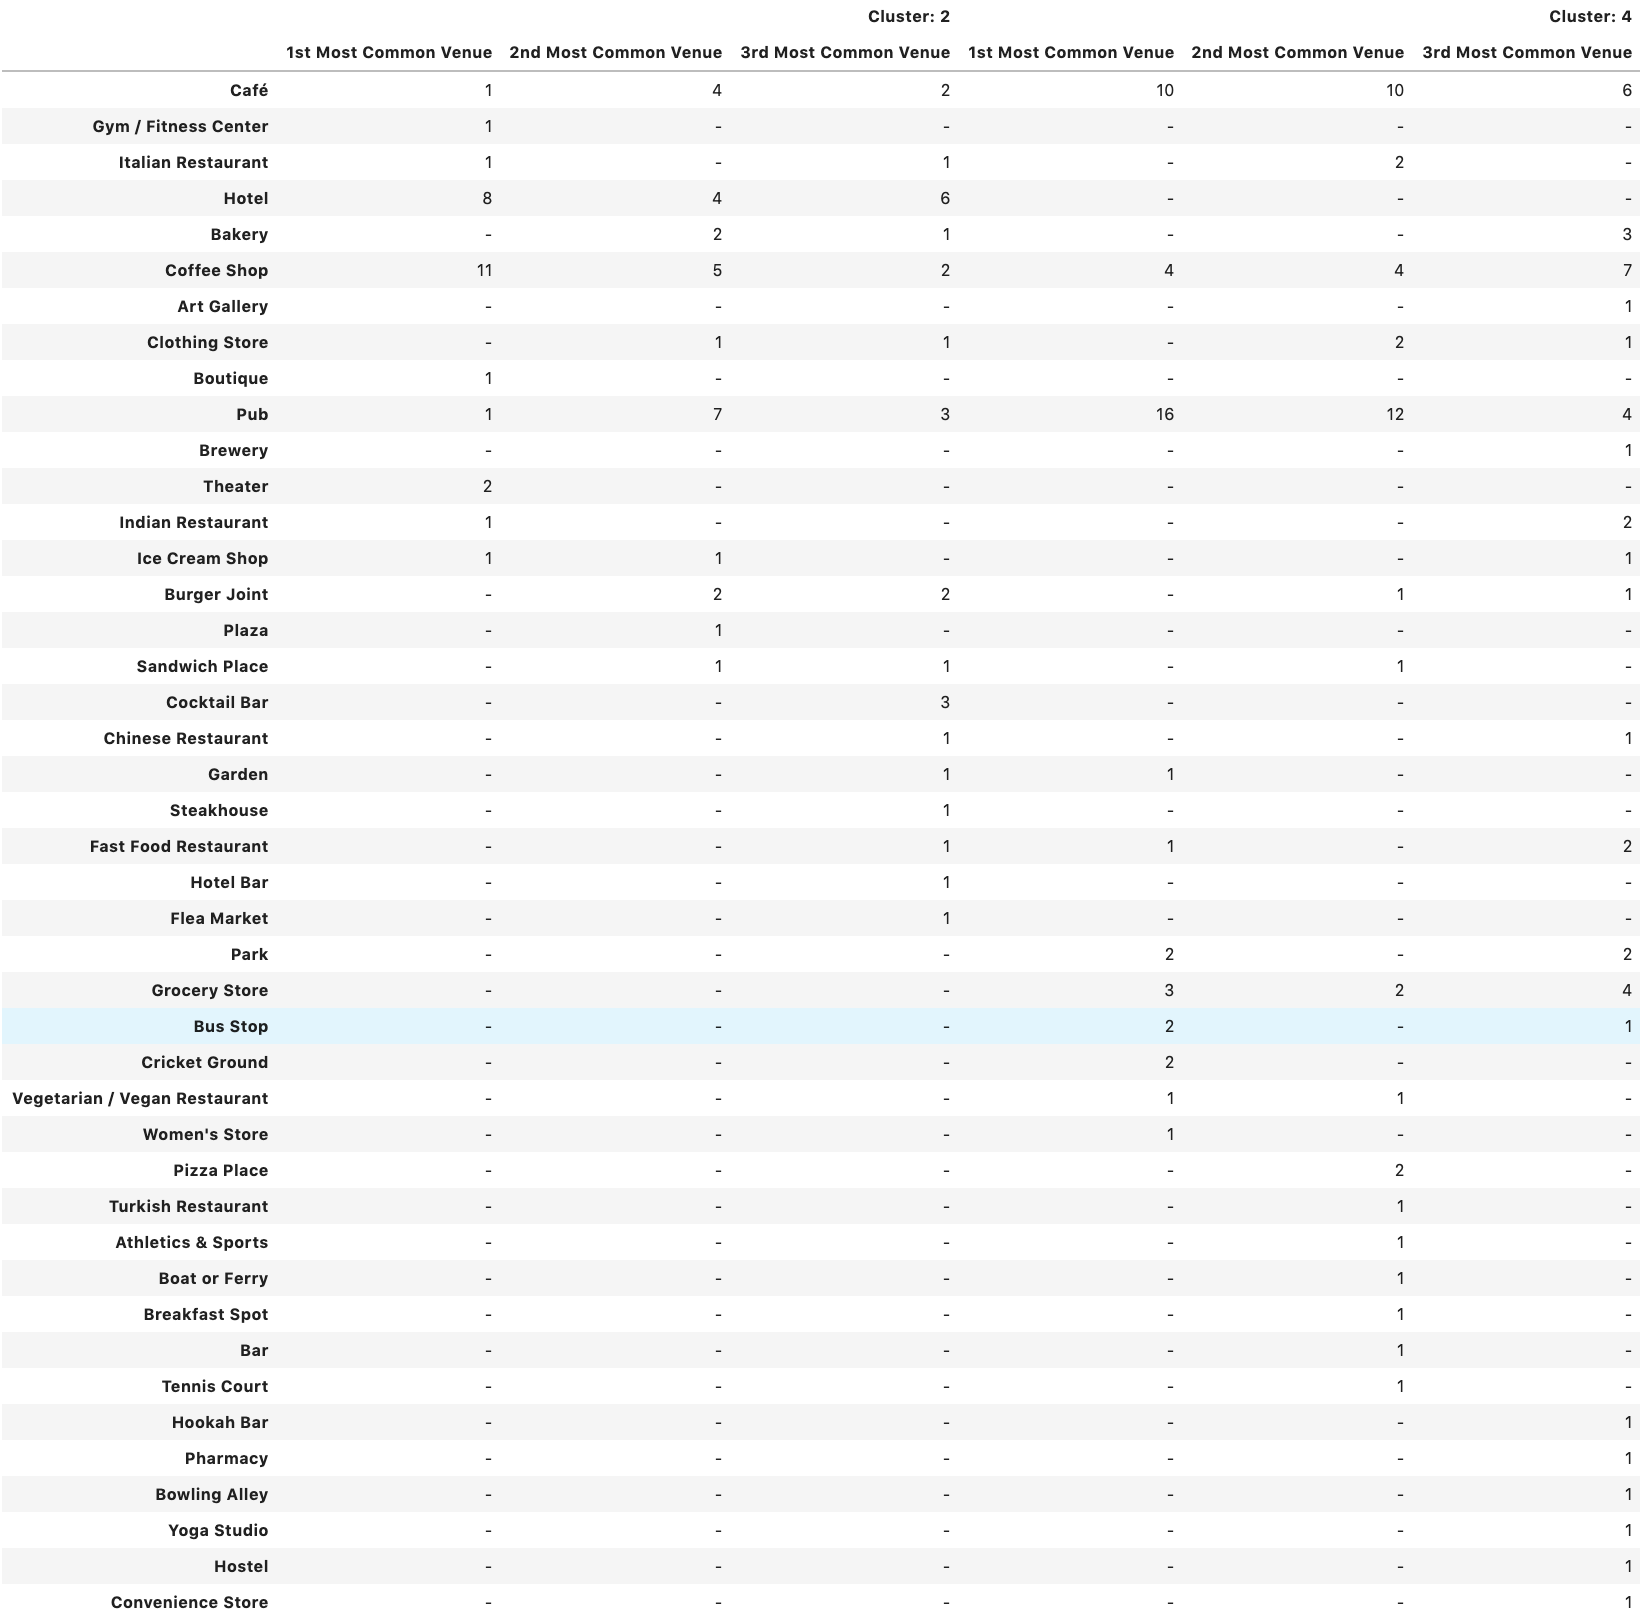 Cluster: 2 Cluster: 4
1st Most Common Venue 2nd Most Common Venue 3rd Most Common Venue 1st Most Common Venue 2nd Most Common Venue 3rd Most Common Venue
Café 1 4 2 10 10 6
Gym / Fitness Center 1 - - - - -
Italian Restaurant 1 - 1 - 2 -
Hotel 8 4 6 - - -
Bakery - 2 1 - - 3
Coffee Shop 11 5 2 4 4 7
Art Gallery - - - - - 1
Clothing Store - 1 1 - 2 1
Boutique 1 - - - - -
Pub 1 7 3 16 12 4
Brewery - - - - - 1
Theater 2 - - - - -
Indian Restaurant 1 - - - - 2
Ice Cream Shop 1 1 - - - 1
Burger Joint - 2 2 - 1 1
Plaza - 1 - - - -
Sandwich Place - 1 1 - 1 -
Cocktail Bar - - 3 - - -
Chinese Restaurant - - 1 - - 1
Garden - - 1 1 - -
Steakhouse - - 1 - - -
Fast Food Restaurant - - 1 1 - 2
Hotel Bar - - 1 - - -
Flea Market - - 1 - - -
Park - - - 2 - 2
Grocery Store - - - 3 2 4
Bus Stop - - - 2 - 1
Cricket Ground - - - 2 - -
Vegetarian / Vegan Restaurant - - - 1 1 -
Women's Store - - - 1 - -
Pizza Place - - - - 2 -
Turkish Restaurant - - - - 1 -
Athletics & Sports - - - - 1 -
Boat or Ferry - - - - 1 -
Breakfast Spot - - - - 1 -
Bar - - - - 1 -
Tennis Court - - - - 1 -
Hookah Bar - - - - - 1
Pharmacy - - - - - 1
Bowling Alley - - - - - 1
Yoga Studio - - - - - 1
Hostel - - - - - 1
Convenience Store - - - - - 1